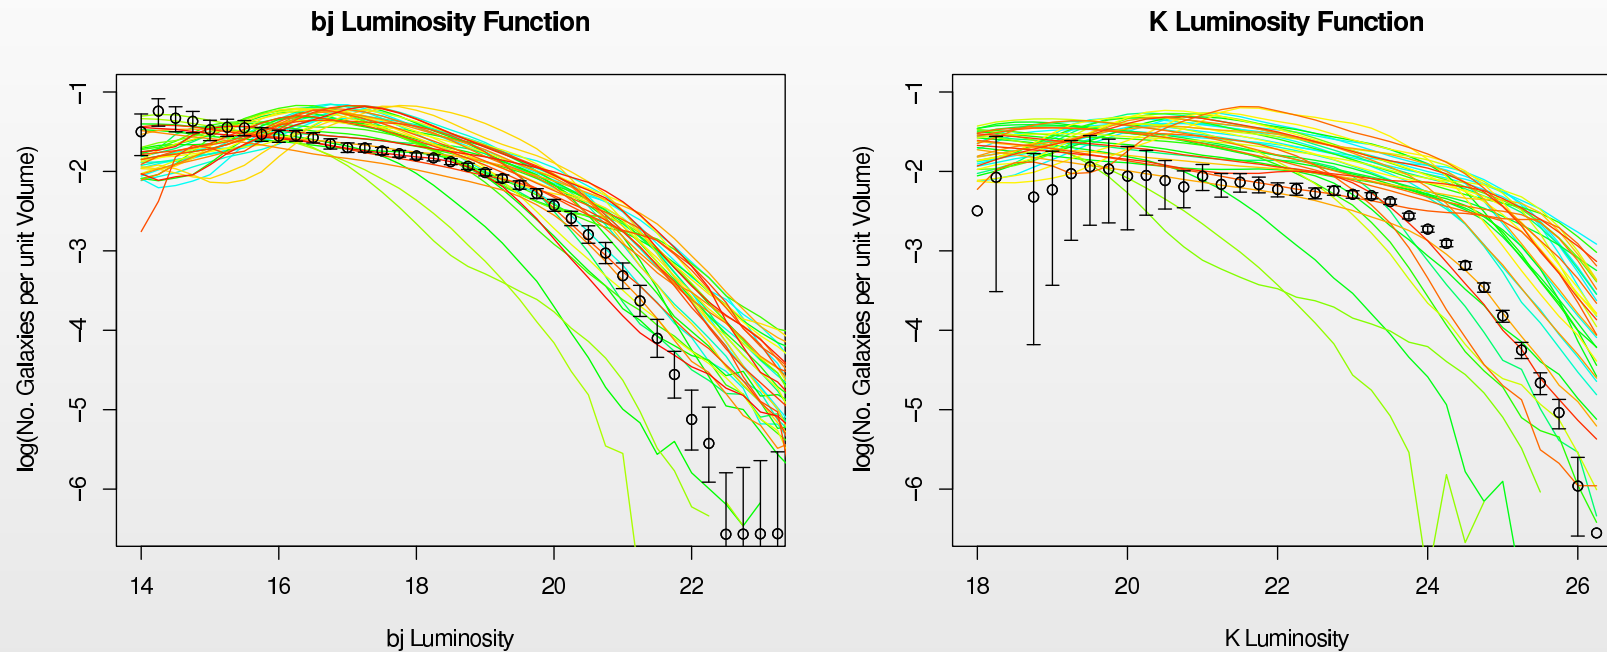 bj Luminosity Function
log(No. Galaxies per unit Volume)
−1
−2
−3
−4
−5
−6
14 16 18 20 22
bj Luminosity
K Luminosity Function
log(No. Galaxies per unit Volume)
−1
−2
−3
−4
−5
−6
18 20 22 24 26
K Luminosity